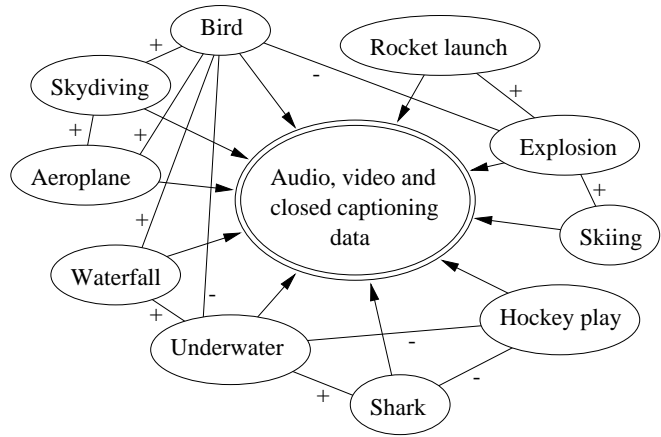 Bird
Rocket launch
+
-
Skydiving
+
+
+
Explosion
Aeroplane
Audio, video and
closed captioning
data
+
+
Skiing
Waterfall
-
+
Hockey play
Underwater
-
-
+
Shark